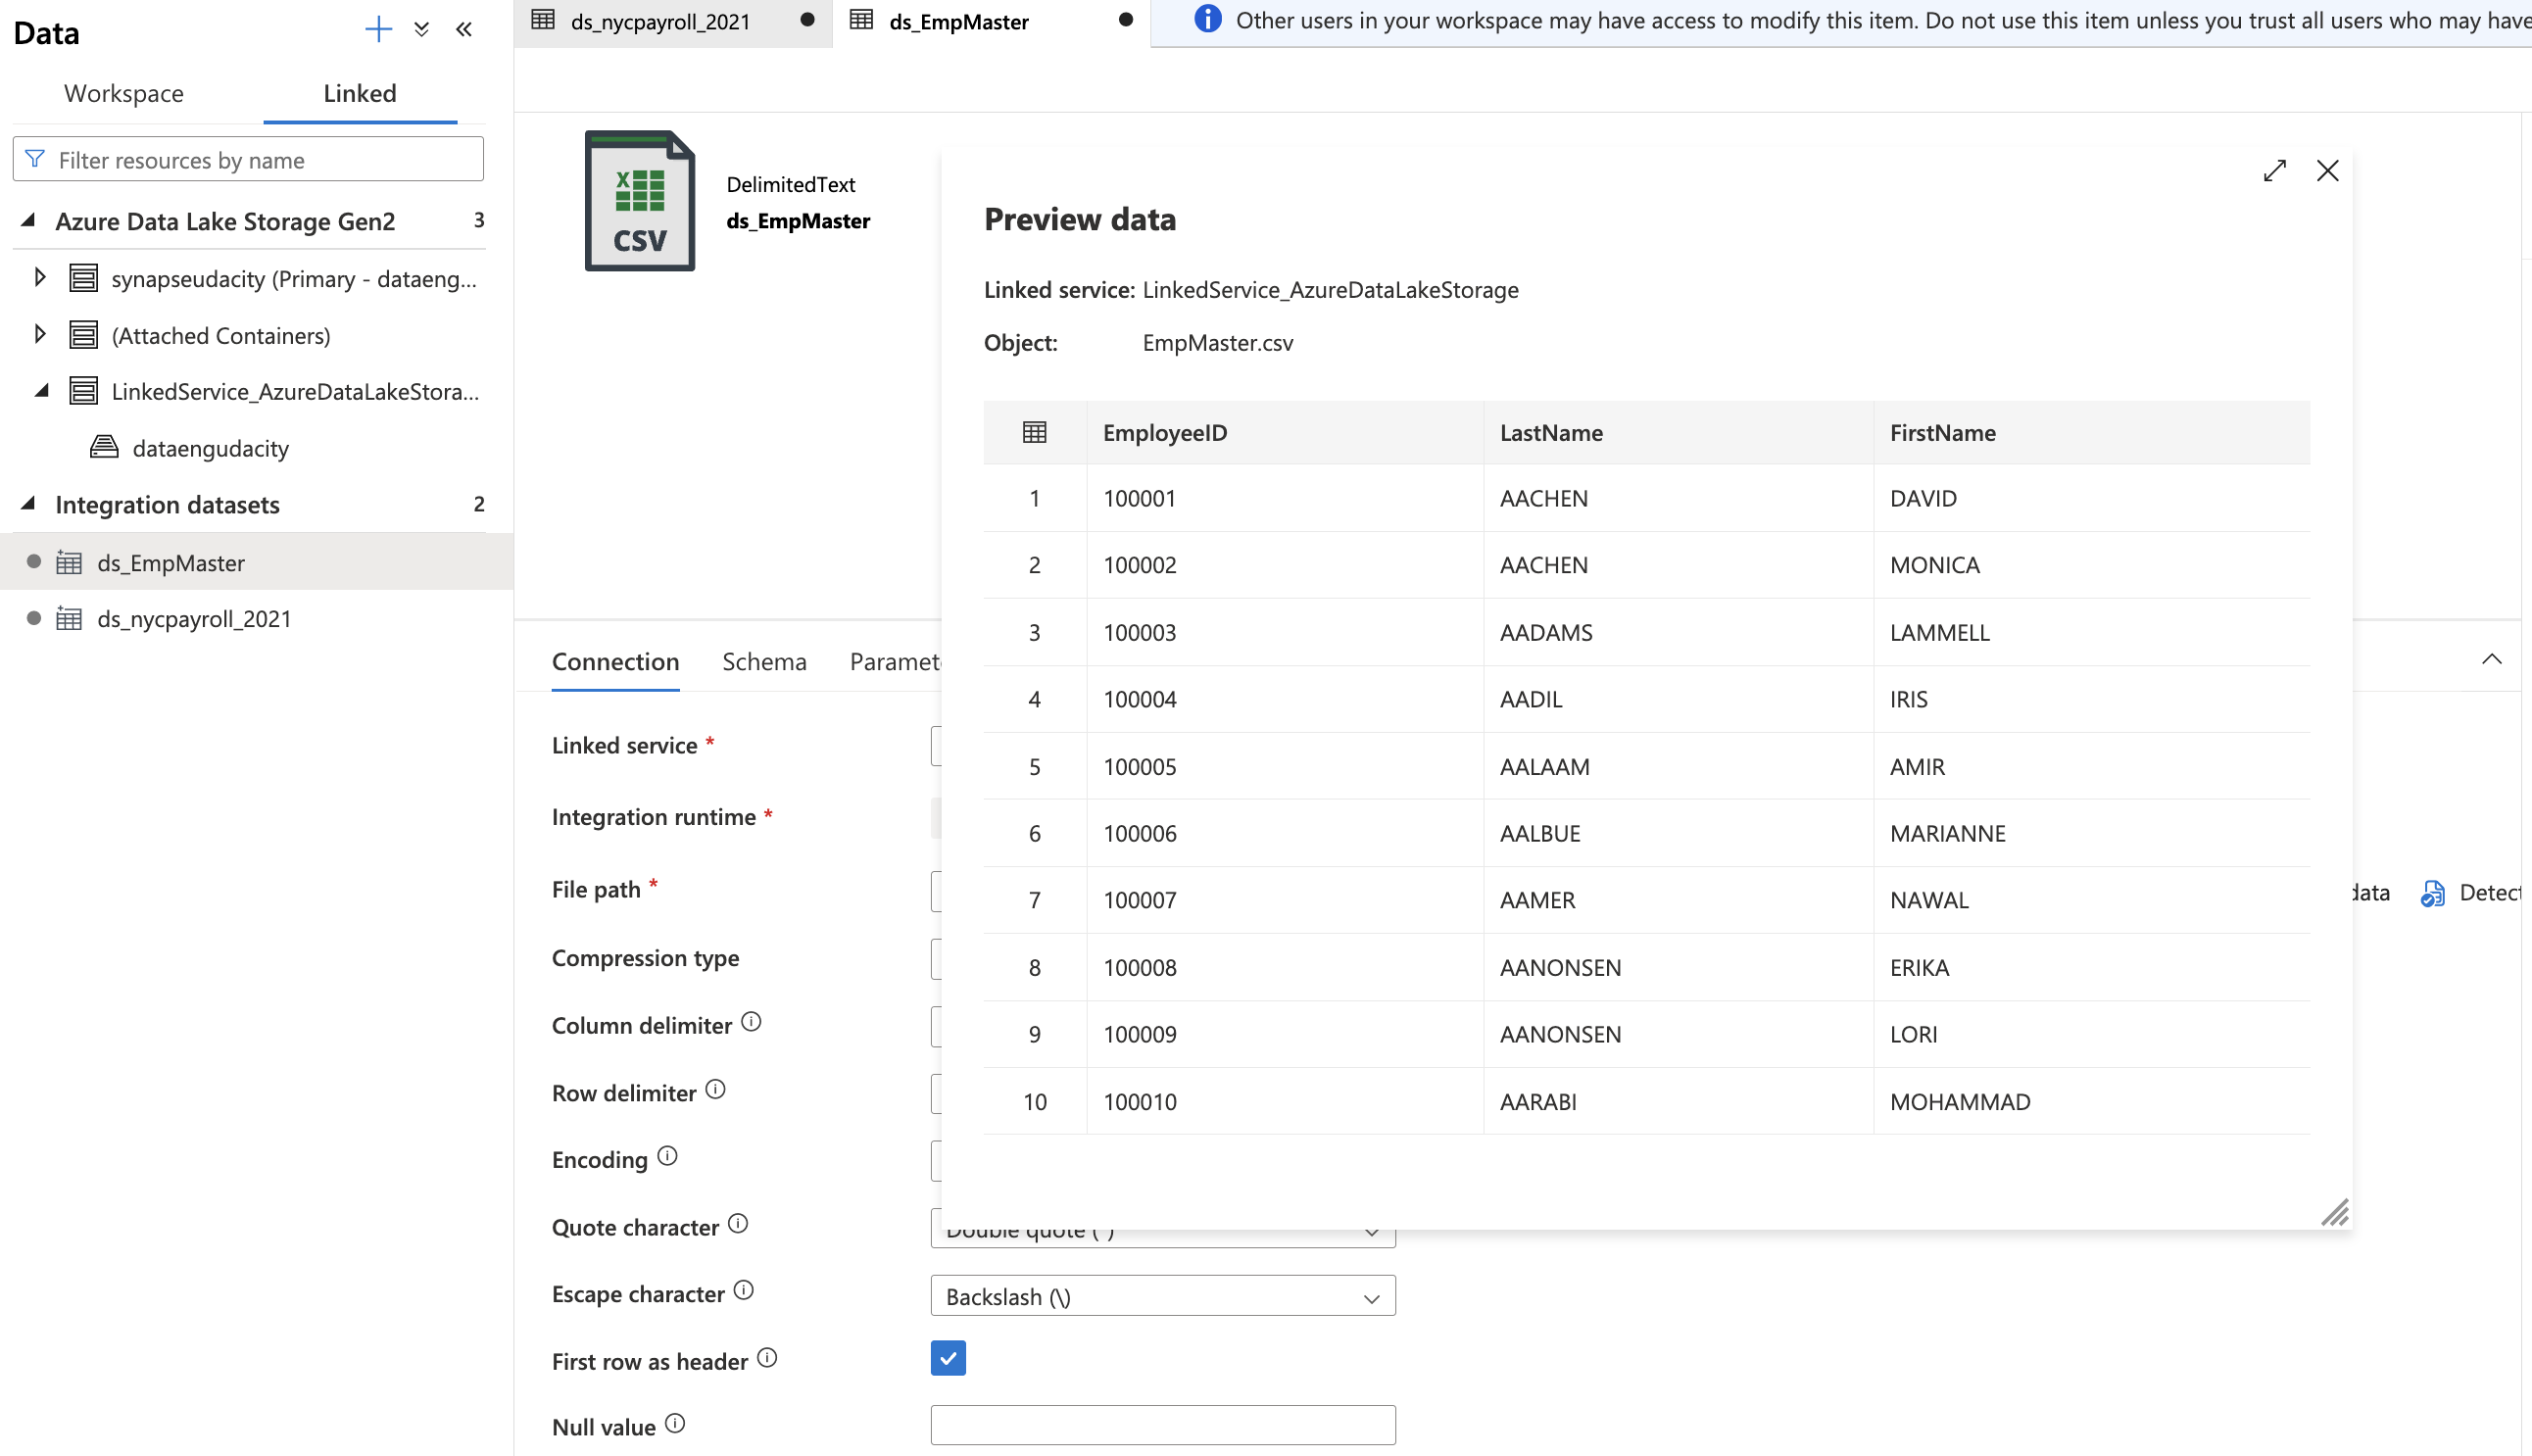 Data
Workspace
Linked
Filter resources by name
Azure Data Lake Storage Gen2 3
synapseudacity (Primary - dataeng...
(Attached Containers)
LinkedService_AzureDataLakeStora...
dataengudacity
Integration datasets 2
ds_EmpMaster
ds_nycpayroll_2021
ds_nycpayroll_2021
ds_EmpMaster
Other users in your workspace may have access to modify this item. Do not use this item unless you trust all users who may have
CSV
DelimitedText
ds_EmpMaster
Preview data
Linked service: LinkedService_AzureDataLakeStorage
Object: EmpMaster.csv
EmployeeID LastName FirstName
1 100001 AACHEN DAVID
2 100002 AACHEN MONICA
3 100003 AADAMS LAMMELL
4 100004 AADIL IRIS
5 100005 AALAAM AMIR
6 100006 AALBUE MARIANNE
7 100007 AAMER NAWAL
8 100008 AANONSEN ERIKA
9 100009 AANONSEN LORI
10 100010 AARABI MOHAMMAD
Connection Schema Paramet
Linked service *
Integration runtime *
File path *
data Detect
Compression type
Column delimiter
Row delimiter
Encoding
Quote character Double quote (")
Escape character Backslash (\)
First row as header
Null value